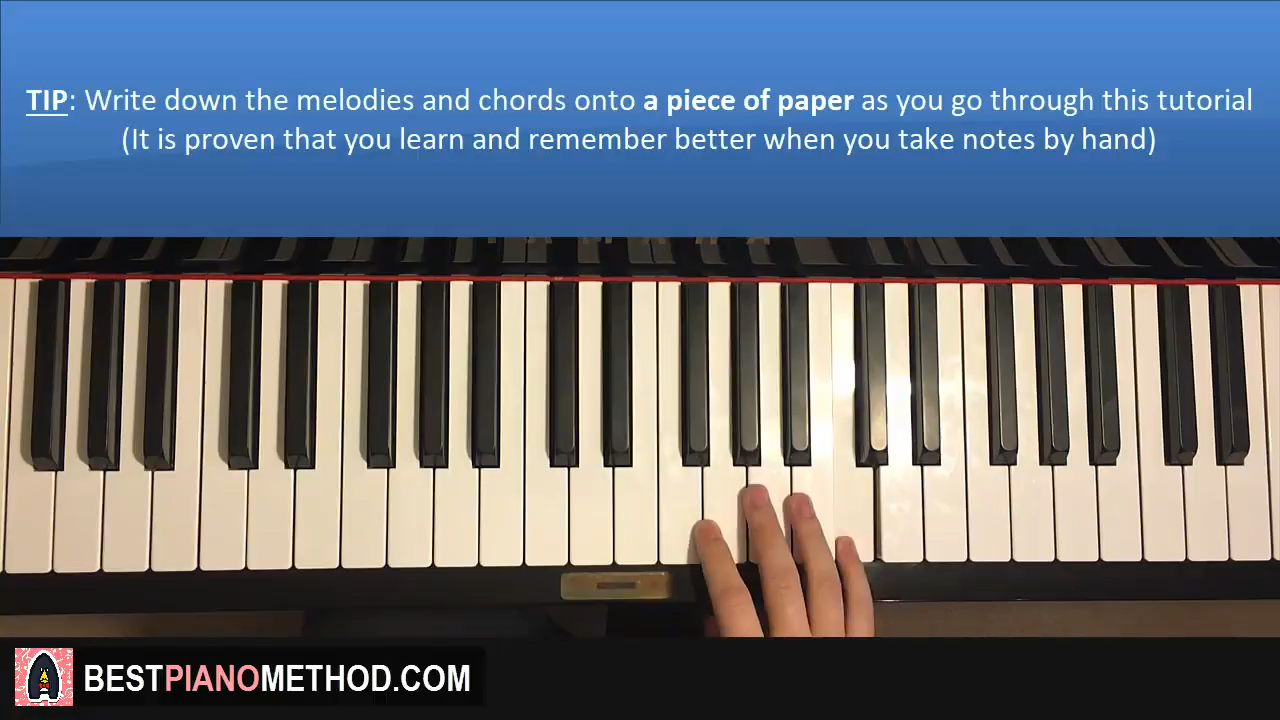 TIP: Write down the melodies and chords onto a piece of paper as you go through this tutorial
(It is proven that you learn and remember better when you take notes by hand)
BESTPIANOMETHOD.COM